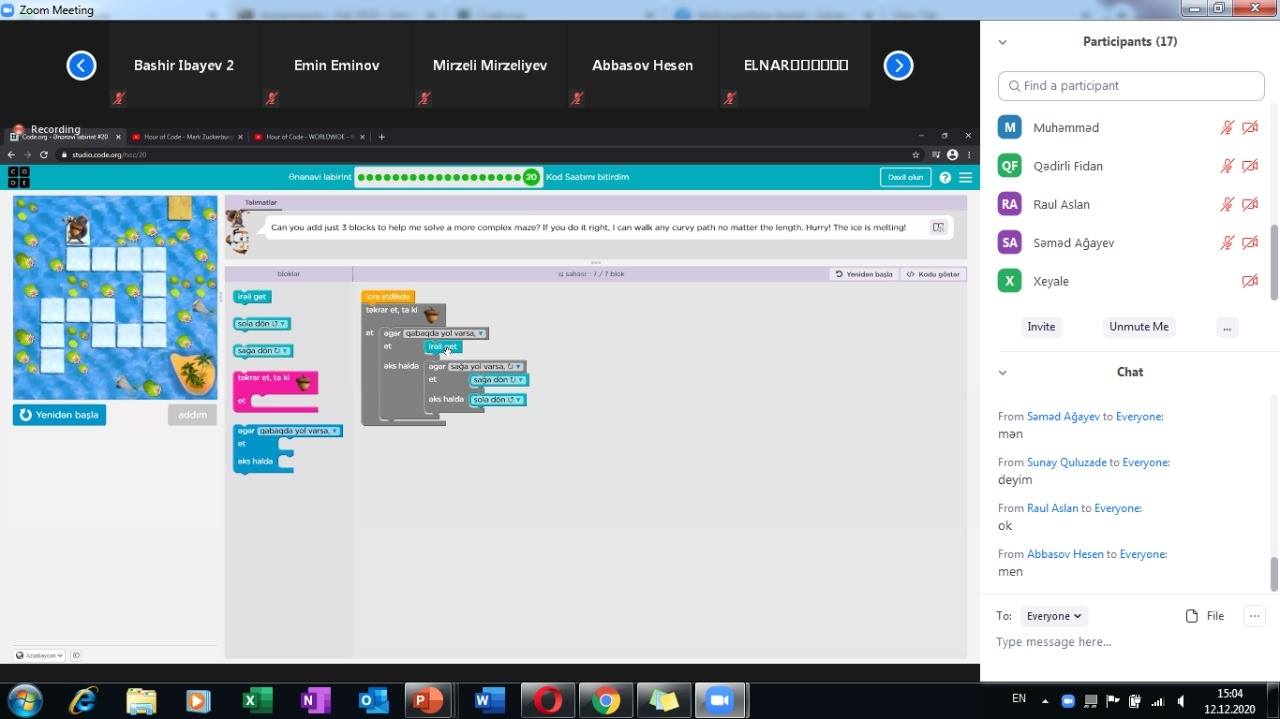 Zoom Meeting
Bashir Ibayev 2
Emin Eminov
Mirzeli Mirzeliyev
Abbasov Hesen
ELNAR
Recording
Code.org - Ənənəvi labirint #20
Hour of Code - Mark Zuckerbu
Hour of Code - WORLDWIDE -
studio.code.org/hoc/20
C O D E
Ənənəvi labirint
20
Kod Saatımı bitirdim
Daxil olun
Təlimatlar
Can you add just 3 blocks to help me solve a more complex maze? If you do it right, I can walk any curvy path no matter the length. Hurry! The ice is melting!
bloklar
iş sahəsi : 7 / 7 blok
Yenidən başla
Kodu göstər
irəli get
sola dön
sağa dön
təkrar et, ta ki
et
əgər qabaqda yol varsa,
et
əks halda
icra etdikdə
təkrar et, ta ki
et
əgər qabaqda yol varsa,
et
irəli get
əks halda
əgər sağa yol varsa,
et
sağa dön
əks halda
sola dön
Yenidən başla
addım
Azərbaycan
Participants (17)
Find a participant
M Muhəmməd
QF Qədirli Fidan
RA Raul Aslan
SA Səməd Ağayev
X Xeyale
Invite
Unmute Me
...
Chat
From Səməd Ağayev to Everyone:
mən
From Sunay Quluzade to Everyone:
deyim
From Raul Aslan to Everyone:
ok
From Abbasov Hesen to Everyone:
men
To: Everyone
File
...
Type message here...
EN
15:04
12.12.2020